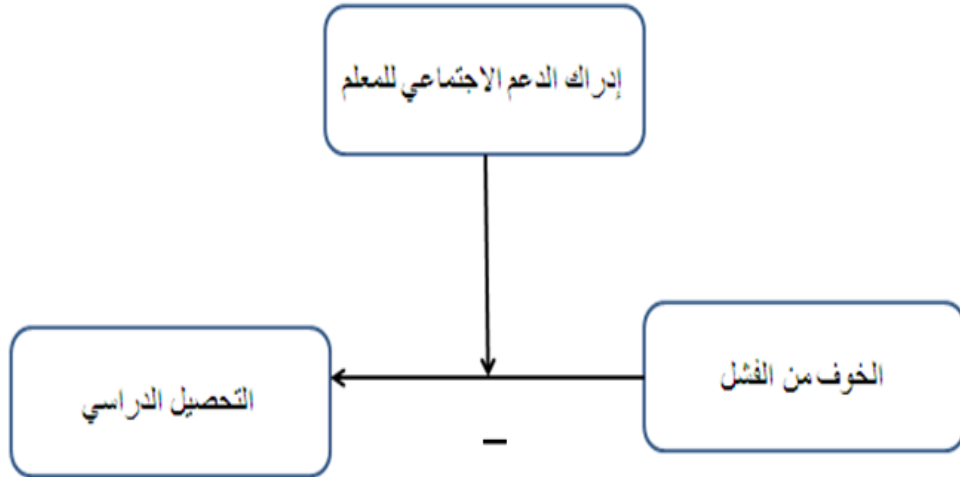 إدراك الدعم الاجتماعي للمعلم
الخوف من الفشل
التحصيل الدراسي
–